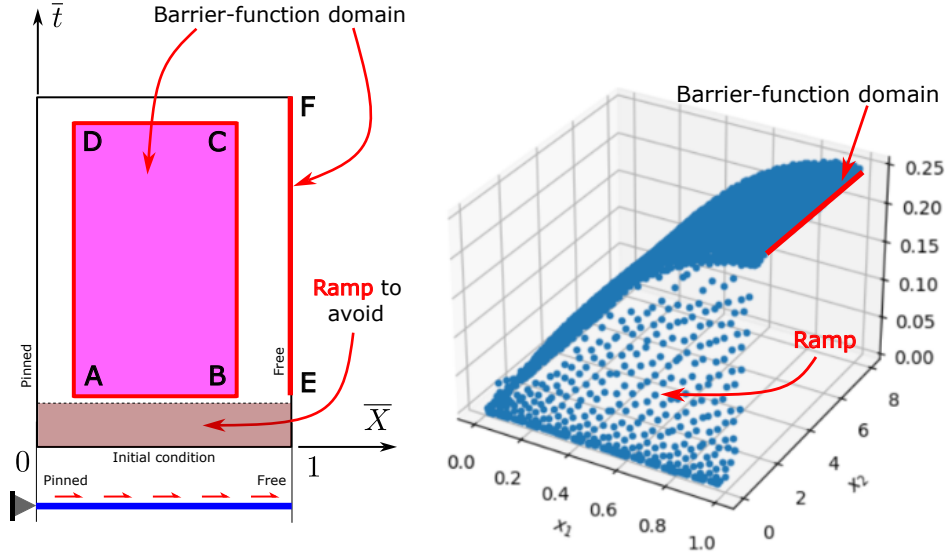 t̅
Barrier-function domain
F
D
C
Ramp to
avoid
Pinned
Free
A
B
E
X̅
0
Initial condition
1
Pinned
Free
Barrier-function domain
0.25
0.20
0.15
0.10
0.05
0.00
Ramp
0.0
0.2
0.4
0.6
0.8
1.0
x₁
0
2
4
6
8
x₂